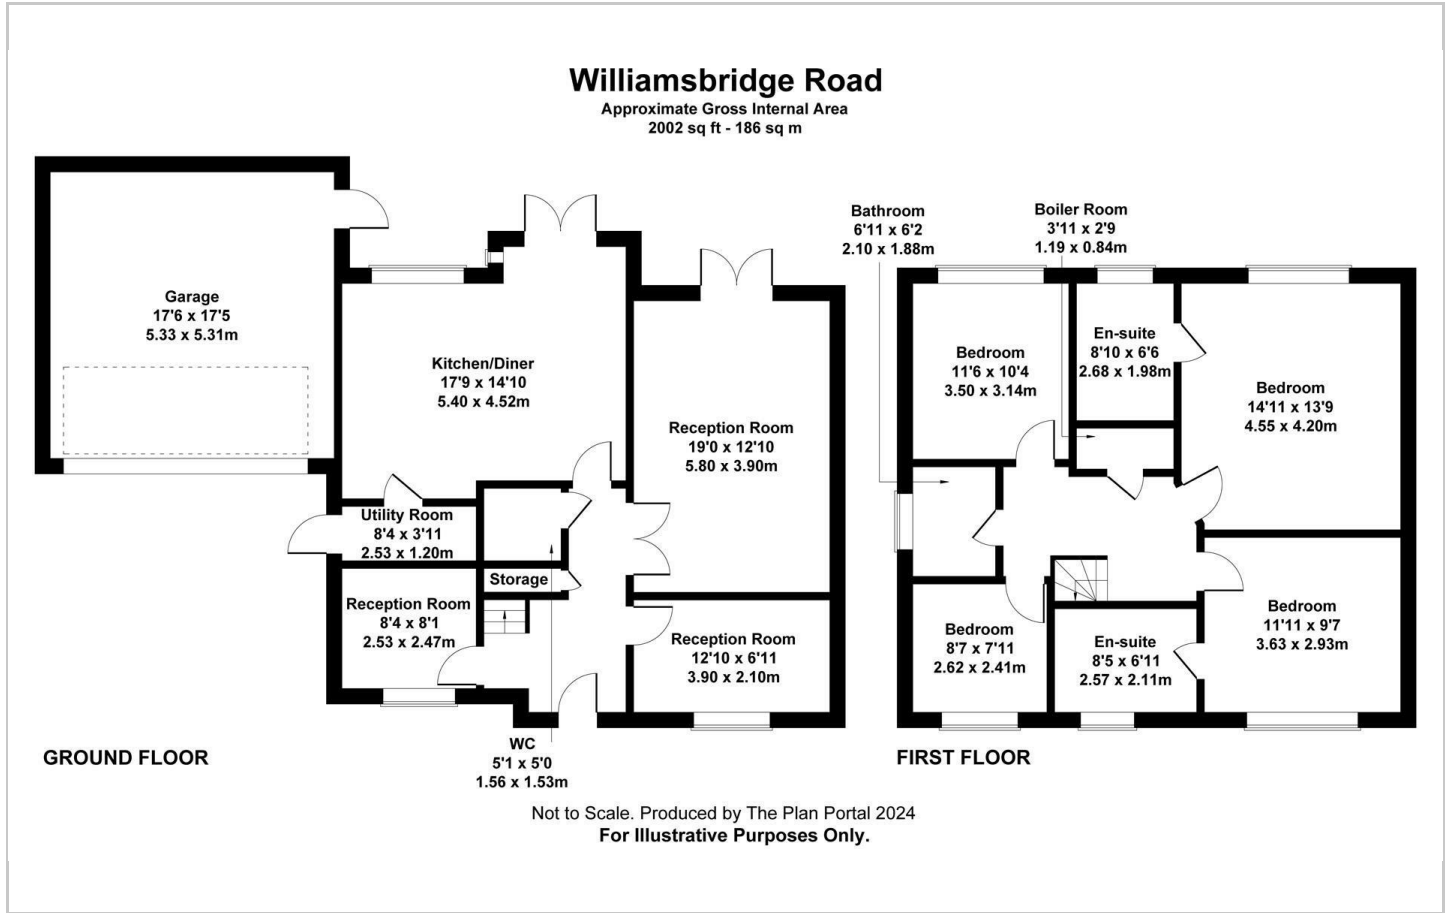 Williamsbridge Road
Approximate Gross Internal Area
2002 sq ft - 186 sq m
Garage
17'6 x 17'5
5.33 x 5.31m
Kitchen/Diner
17'9 x 14'10
5.40 x 4.52m
Reception Room
19'0 x 12'10
5.80 x 3.90m
Utility Room
8'4 x 3'11
2.53 x 1.20m
Storage
Reception Room
8'4 x 8'1
2.53 x 2.47m
Reception Room
12'10 x 6'11
3.90 x 2.10m
WC
5'1 x 5'0
1.56 x 1.53m
GROUND FLOOR
Bathroom
6'11 x 6'2
2.10 x 1.88m
Boiler Room
3'11 x 2'9
1.19 x 0.84m
Bedroom
11'6 x 10'4
3.50 x 3.14m
En-suite
8'10 x 6'6
2.68 x 1.98m
Bedroom
14'11 x 13'9
4.55 x 4.20m
Bedroom
8'7 x 7'11
2.62 x 2.41m
En-suite
8'5 x 6'11
2.57 x 2.11m
Bedroom
11'11 x 9'7
3.63 x 2.93m
FIRST FLOOR
Not to Scale. Produced by The Plan Portal 2024
For Illustrative Purposes Only.